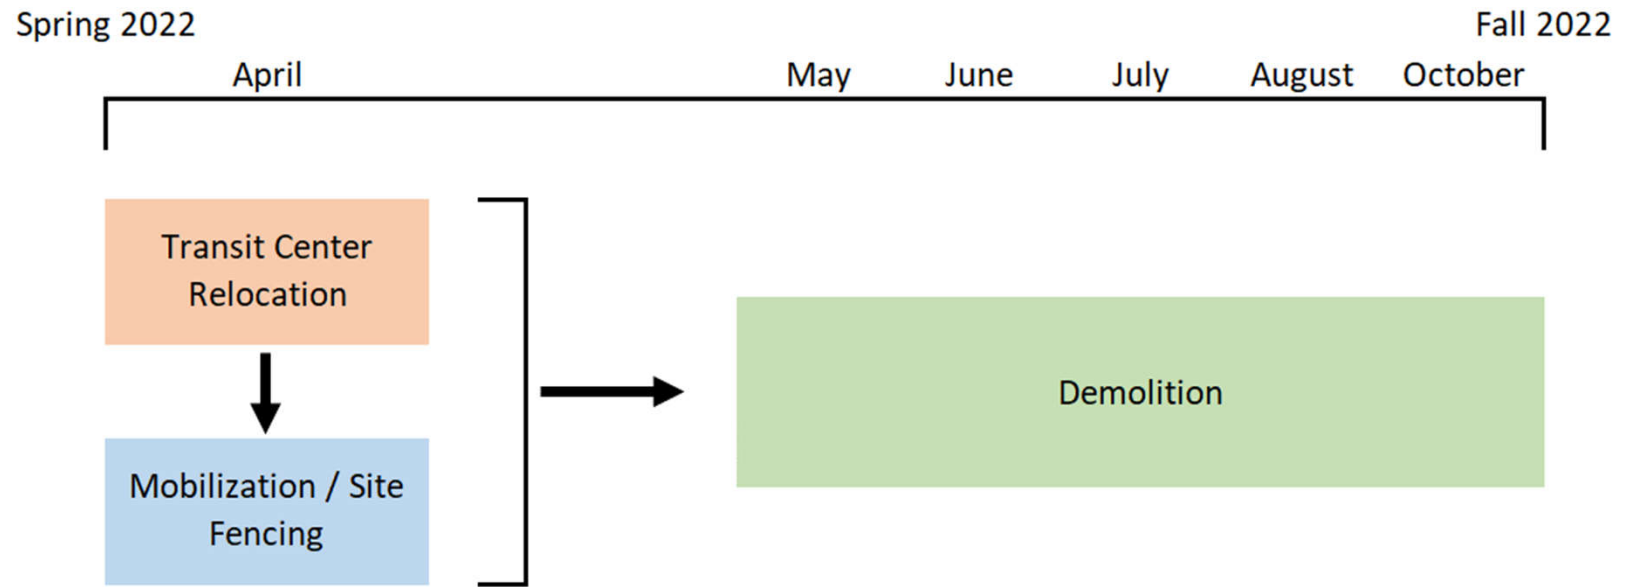 Spring 2022 Fall 2022
April May June July August October
Transit Center
Relocation
Mobilization / Site
Fencing
Demolition